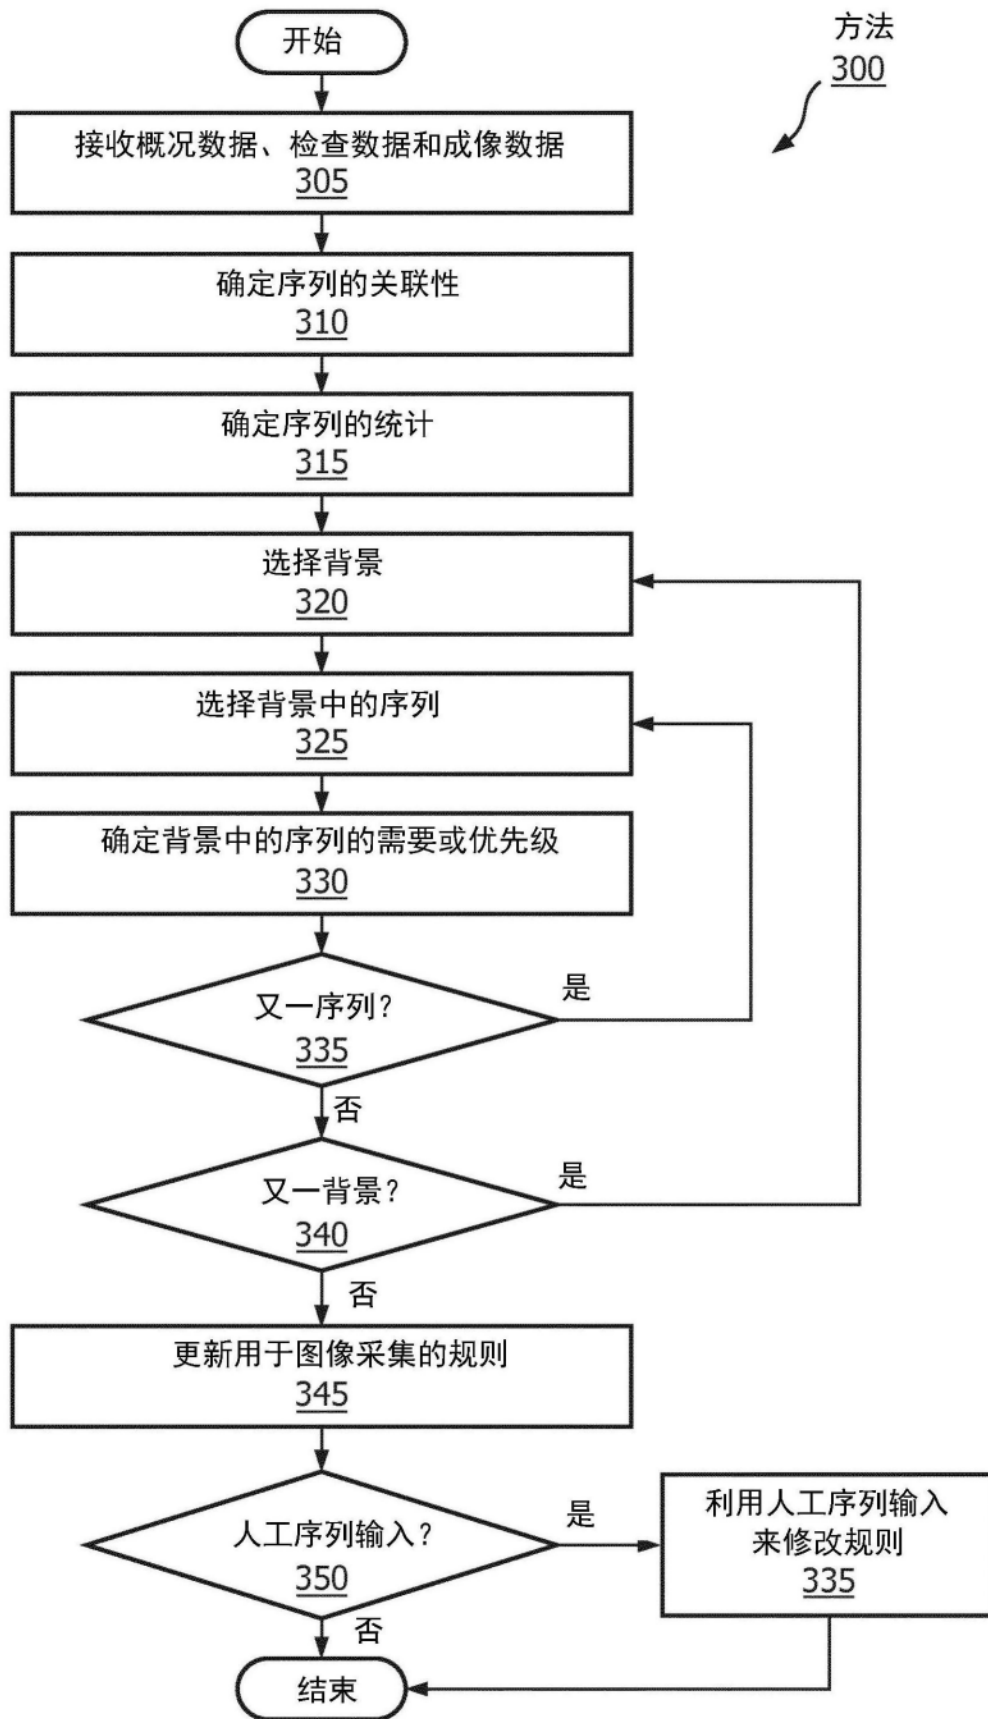 开始
方法
300
接收概况数据、检查数据和成像数据
305
确定序列的关联性
310
确定序列的统计
315
选择背景
320
选择背景中的序列
325
确定背景中的序列的需要或优先级
330
又一序列?
335
是
否
又一背景?
340
是
否
更新用于图像采集的规则
345
人工序列输入?
350
是
否
利用人工序列输入
来修改规则
335
结束